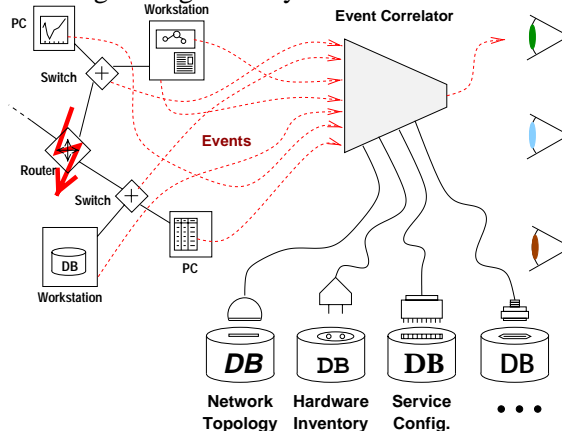 PC
Workstation
Event Correlator
Switch
Events
Router
Switch
DB
PC
Workstation
DB
DB
DB
DB
Network
Topology
Hardware
Inventory
Service
Config.